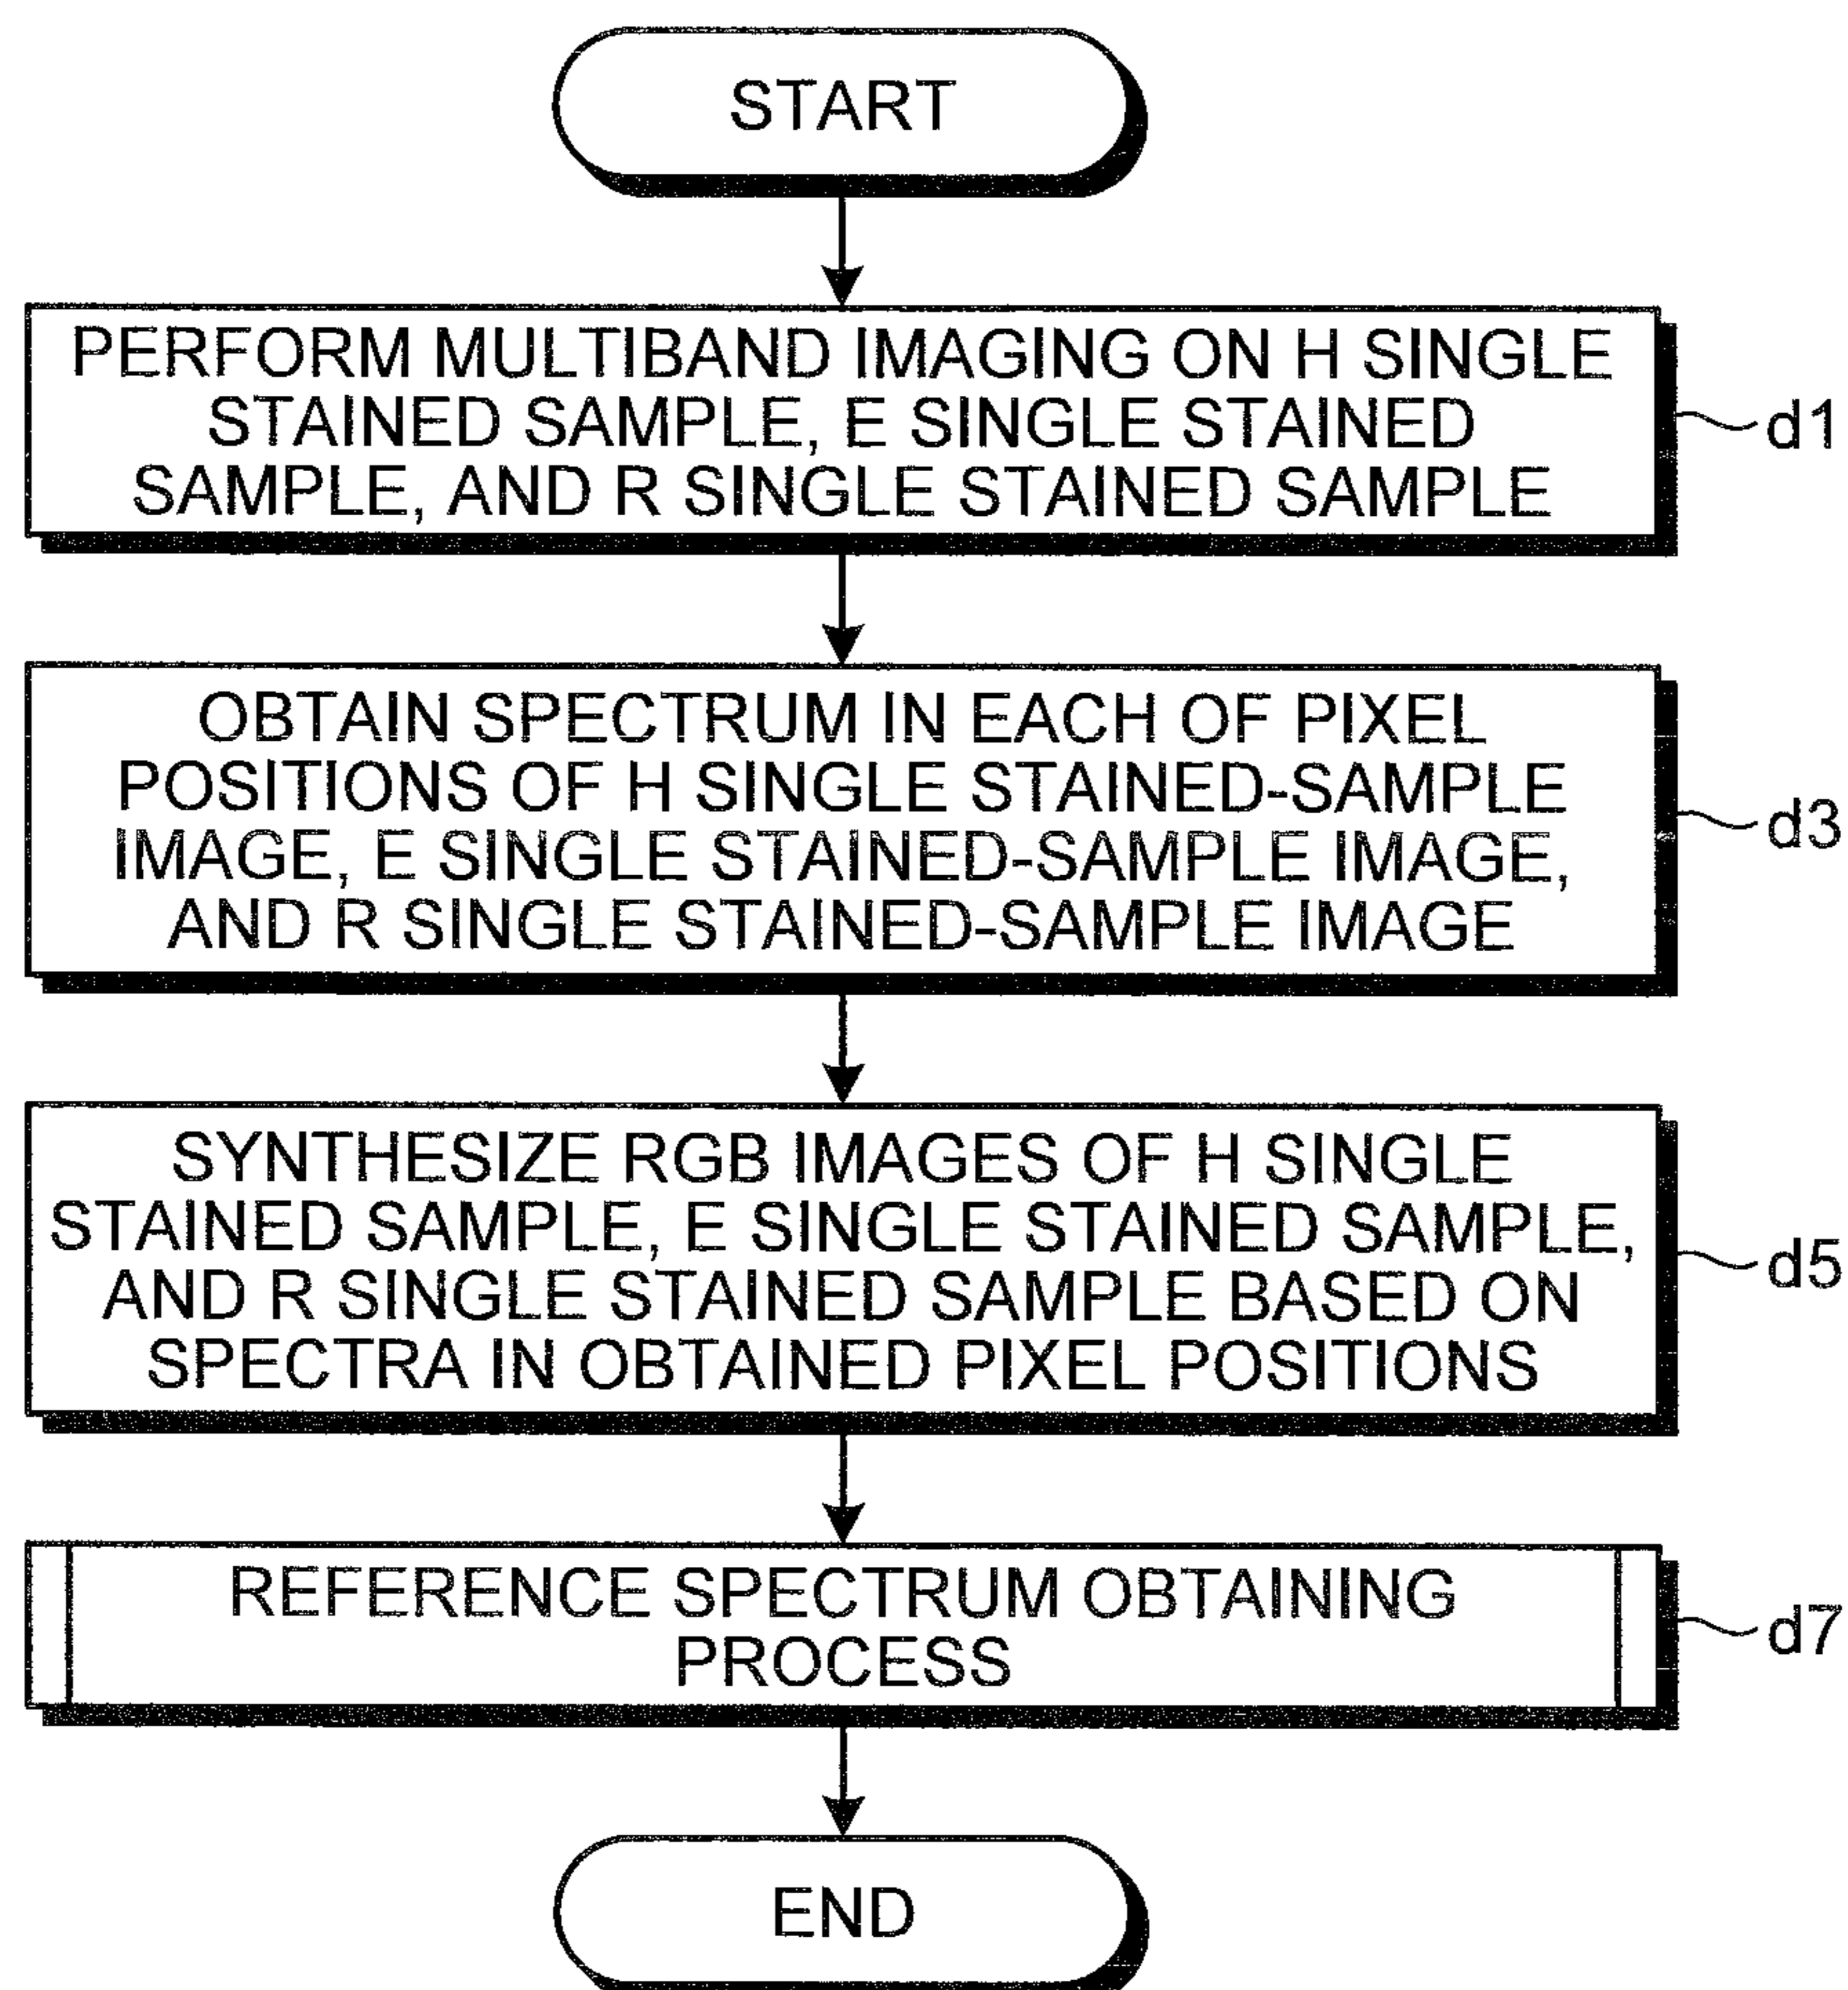 START
PERFORM MULTIBAND IMAGING ON H SINGLE
STAINED SAMPLE, E SINGLE STAINED
SAMPLE, AND R SINGLE STAINED SAMPLE
d1
OBTAIN SPECTRUM IN EACH OF PIXEL
POSITIONS OF H SINGLE STAINED-SAMPLE
IMAGE, E SINGLE STAINED-SAMPLE IMAGE,
AND R SINGLE STAINED-SAMPLE IMAGE
d3
SYNTHESIZE RGB IMAGES OF H SINGLE
STAINED SAMPLE, E SINGLE STAINED SAMPLE,
AND R SINGLE STAINED SAMPLE BASED ON
SPECTRA IN OBTAINED PIXEL POSITIONS
d5
REFERENCE SPECTRUM OBTAINING
PROCESS
d7
END